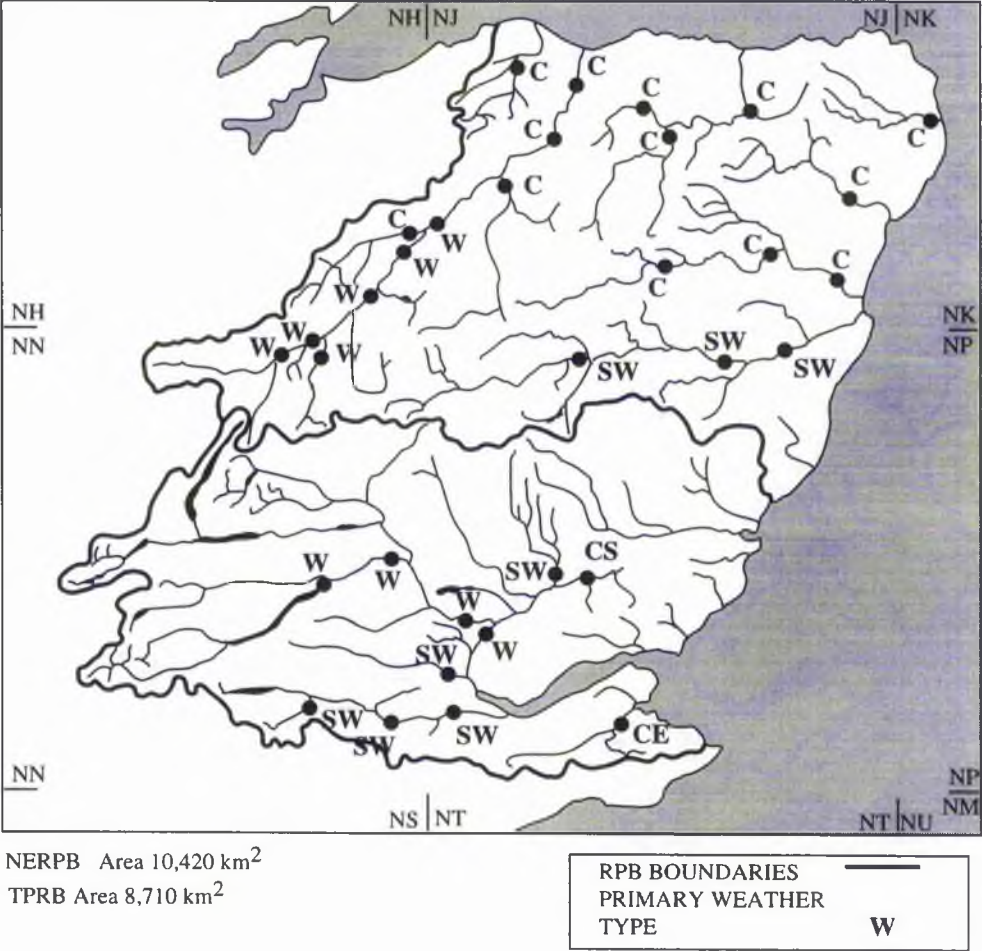 NH NJ NJ NK
C
C
C
C
C
C
C
C
C
C
W
W
C
C
C
W
NH
NN
NK
NP
W
W
W
SW
SW
SW
CS
SW
W
W
W
W
SW
SW
SW
SW
CE
NN
NP
NM
NS NT NT NU
NERPB Area 10,420 km2
TPRB Area 8,710 km2
RPB BOUNDARIES
PRIMARY WEATHER
TYPE W